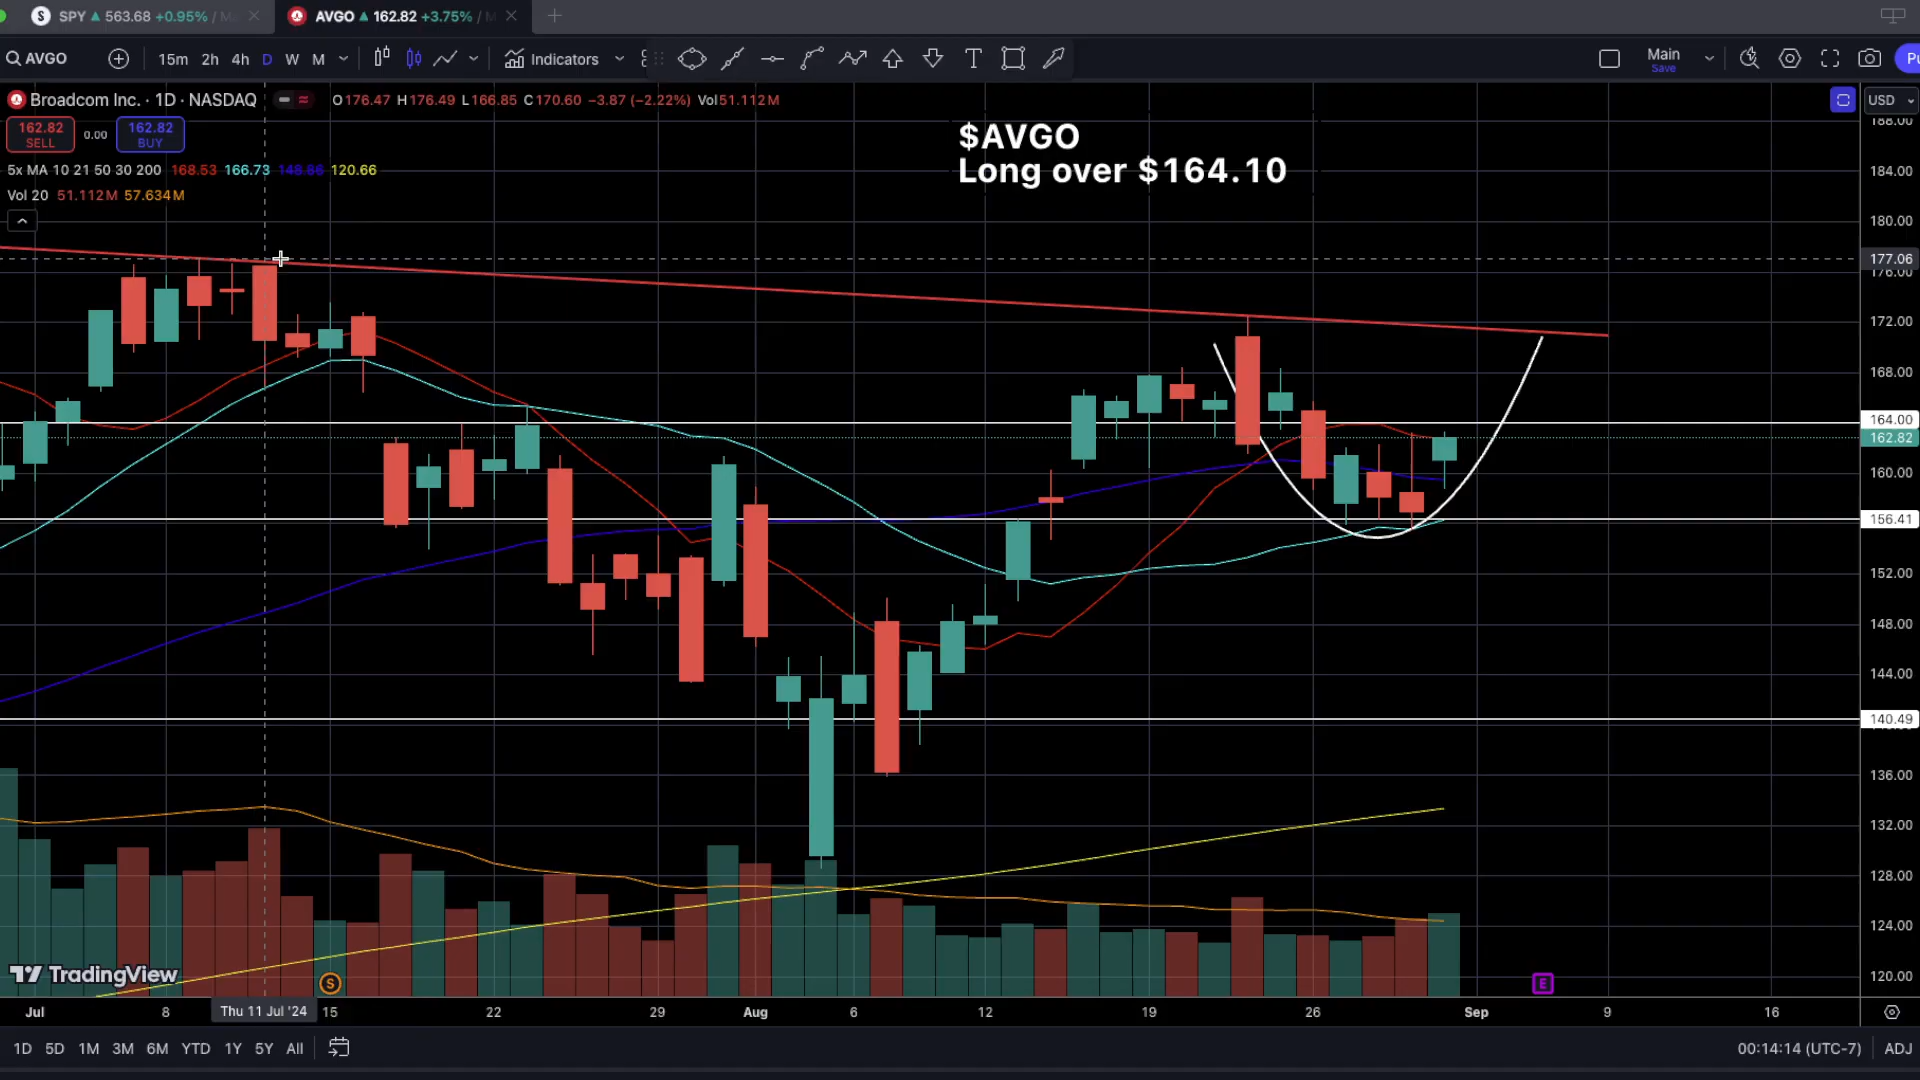 SPY ▲ 563.68 +0.95% / M
AVGO ▲ 162.82 +3.75% / M
AVGO 15m 2h 4h D W M Indicators Main
Save
Broadcom Inc. · 1D · NASDAQ O176.47 H176.49 L166.85 C170.60 −3.87 (−2.22%) Vol51.112M USD
162.82 SELL 0.00 162.82 BUY
5x MA 10 21 50 30 200 168.53 166.73 120.66
Vol 20 51.112M 57.634M
$AVGO
Long over $164.10
188.00
184.00
180.00
177.06
176.00
172.00
168.00
164.00
162.82
160.00
156.41
152.00
148.00
144.00
140.49
136.00
132.00
128.00
124.00
120.00
TradingView
S
E
Jul 8 Thu 11 Jul '24 15 22 29 Aug 6 12 19 26 Sep 9 16
1D 5D 1M 3M 6M YTD 1Y 5Y All 00:14:14 (UTC-7) ADJ